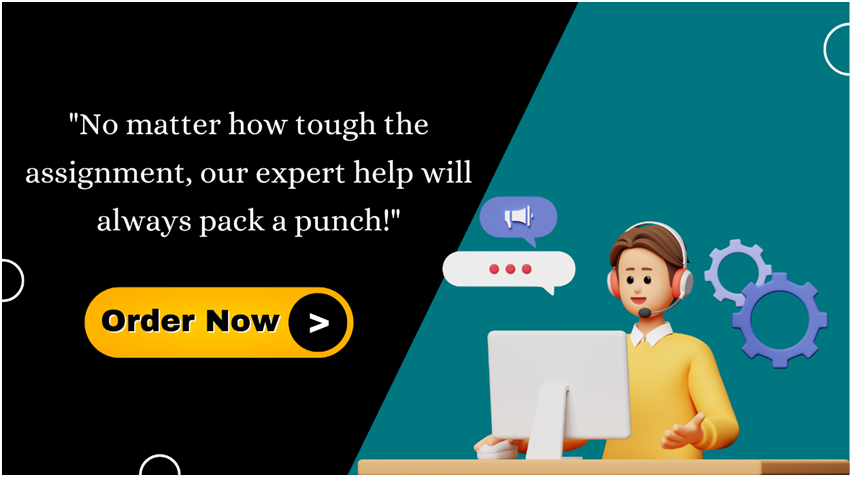 "No matter how tough the
assignment, our expert help will
always pack a punch!"
Order Now >